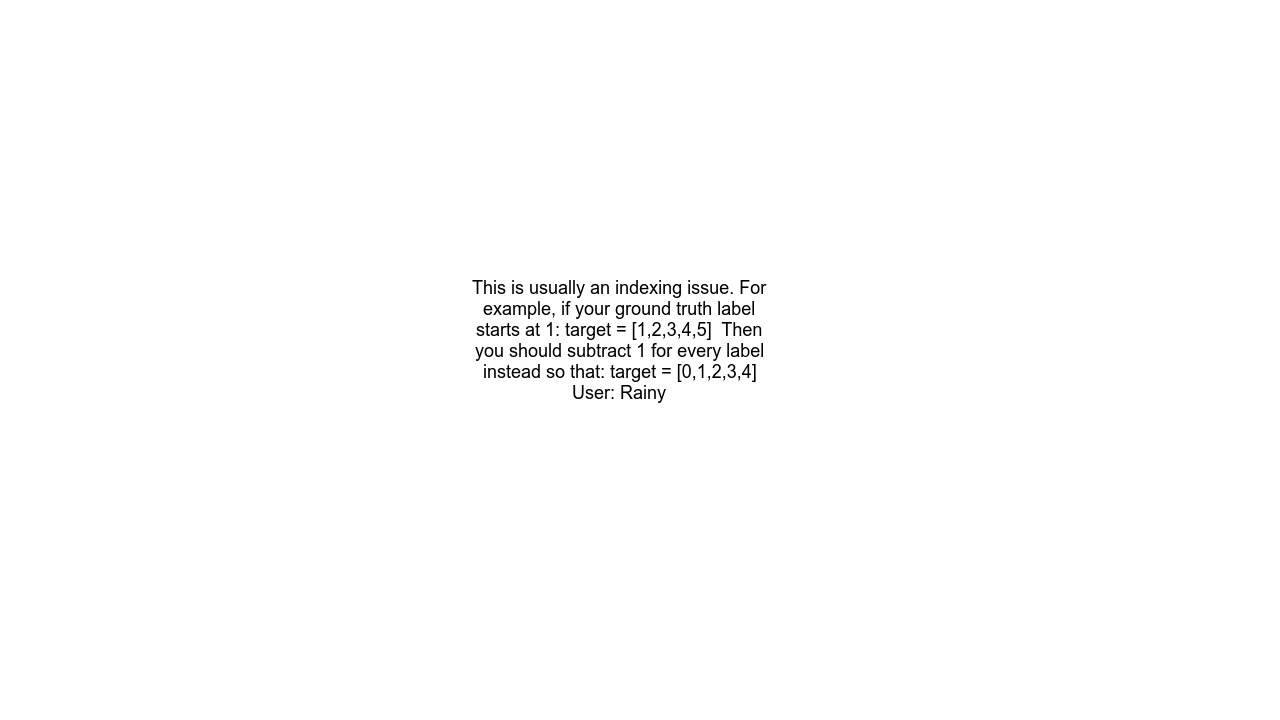 This is usually an indexing issue. For
example, if your ground truth label
starts at 1: target = [1,2,3,4,5]  Then
you should subtract 1 for every label
instead so that: target = [0,1,2,3,4]
User: Rainy